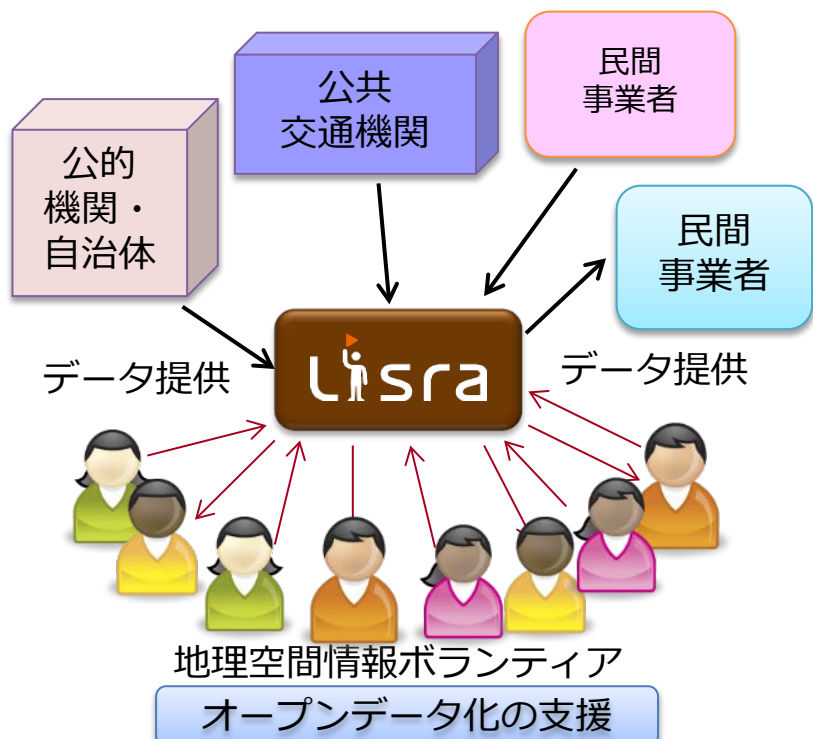 民間
事業者
公共
交通機関
公的
機関・
自治体
民間
事業者
Lisra
データ提供
データ提供
地理空間情報ボランティア
オープンデータ化の支援